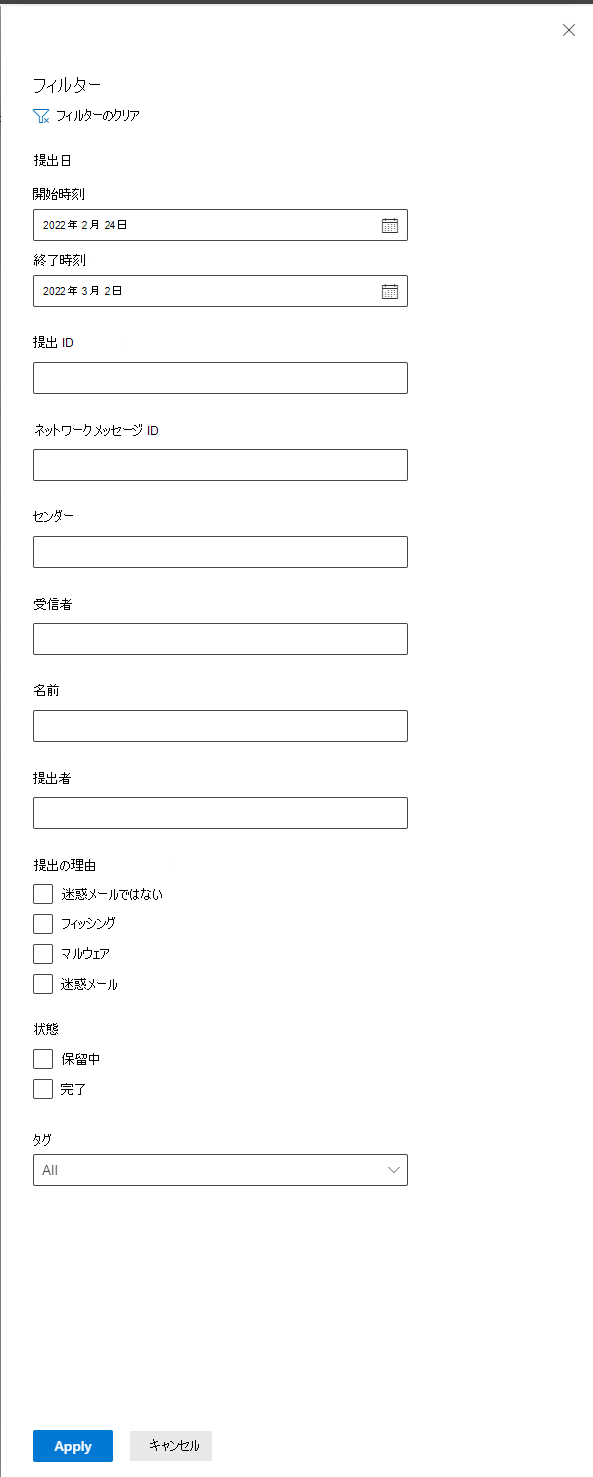 フィルター
フィルターのクリア
提出日
開始時刻
2022 年 2 月 24 日
終了時刻
2022 年 3 月 2 日
提出 ID
ネットワーク メッセージ ID
センダー
受信者
名前
提出者
提出の理由
迷惑メールではない
フィッシング
マルウェア
迷惑メール
状態
保留中
完了
タグ
All
Apply キャンセル